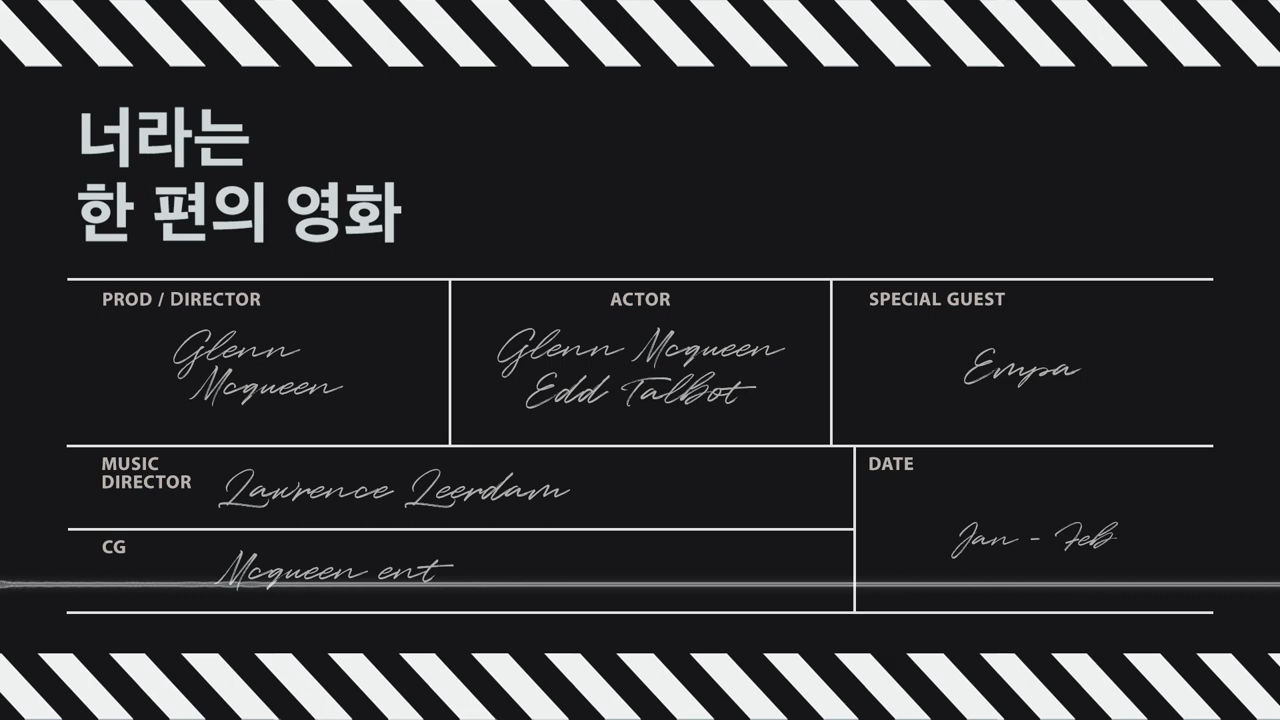 너라는
한 편의 영화
PROD / DIRECTOR
Glenn
Mcqueen
ACTOR
Glenn Mcqueen
Edd Talbot
SPECIAL GUEST
Empa
MUSIC
DIRECTOR
Lawrence Leerdam
DATE
Jan - Feb
CG
Mcqueen ent